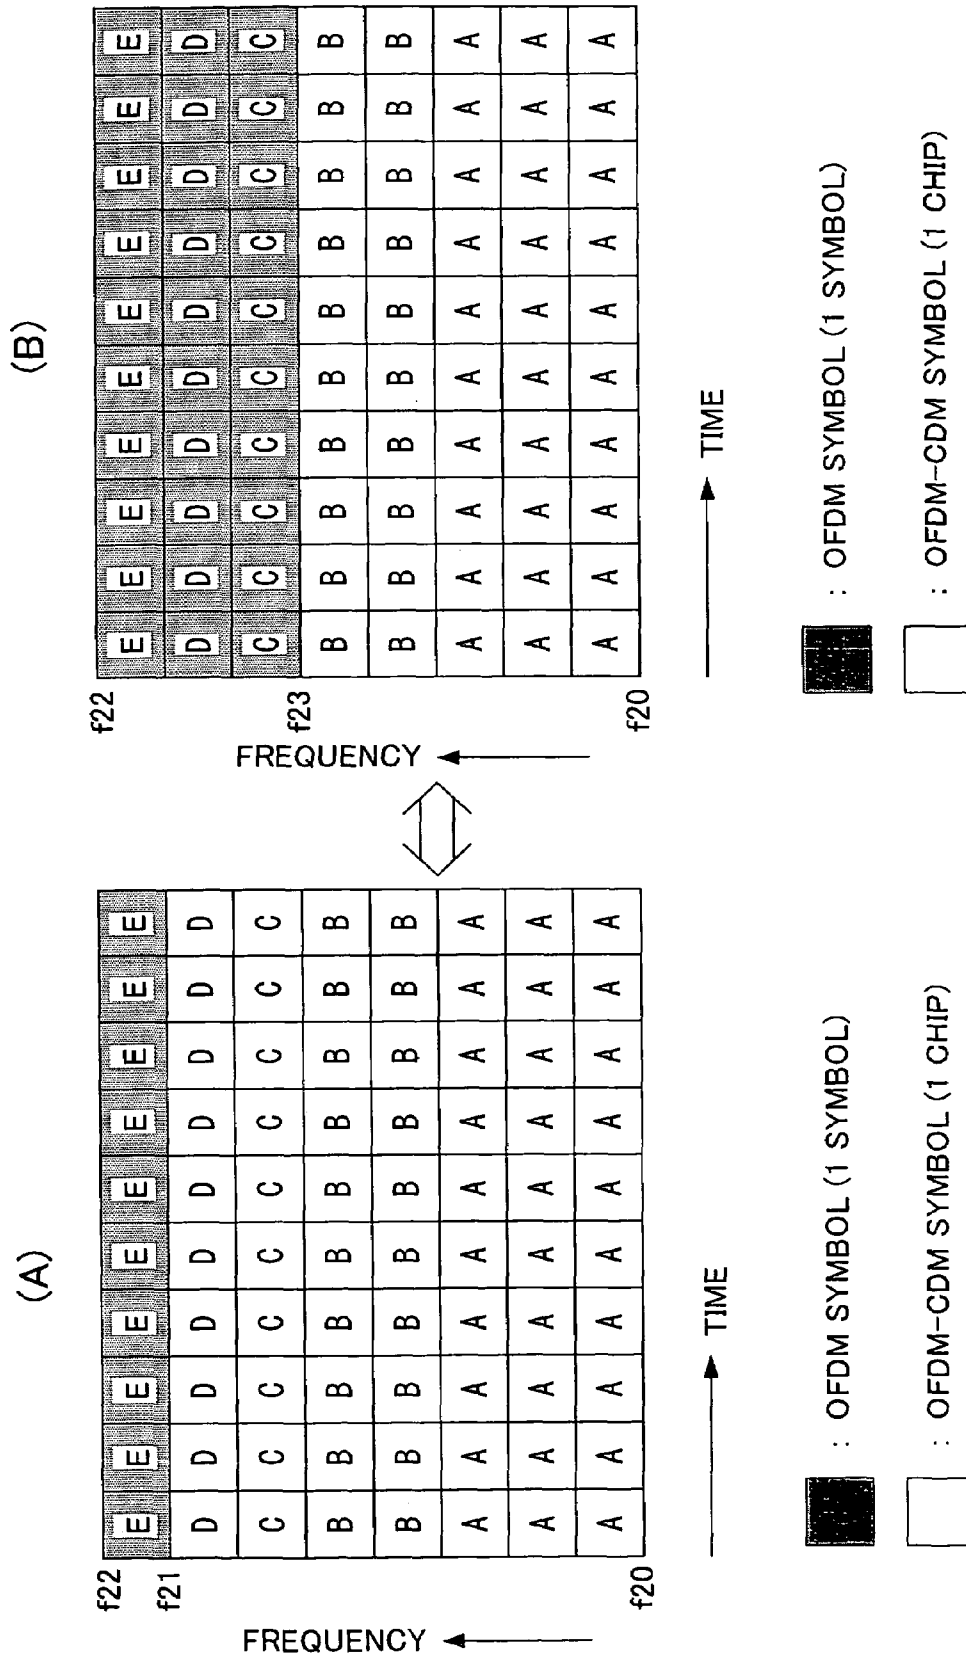 (A)
FREQUENCY
f22
E E E E E E E E E E
f21
D D D D D D D D D D
C C C C C C C C C C
B B B B B B B B B B
B B B B B B B B B B
A A A A A A A A A A
A A A A A A A A A A
A A A A A A A A A A
f20
TIME
: OFDM SYMBOL (1 SYMBOL)
: OFDM-CDM SYMBOL (1 CHIP)
(B)
FREQUENCY
f22
E E E E E E E E E E
D D D D D D D D D D
C C C C C C C C C C
f23
B B B B B B B B B B
B B B B B B B B B B
A A A A A A A A A A
A A A A A A A A A A
A A A A A A A A A A
f20
TIME
: OFDM SYMBOL (1 SYMBOL)
: OFDM-CDM SYMBOL (1 CHIP)